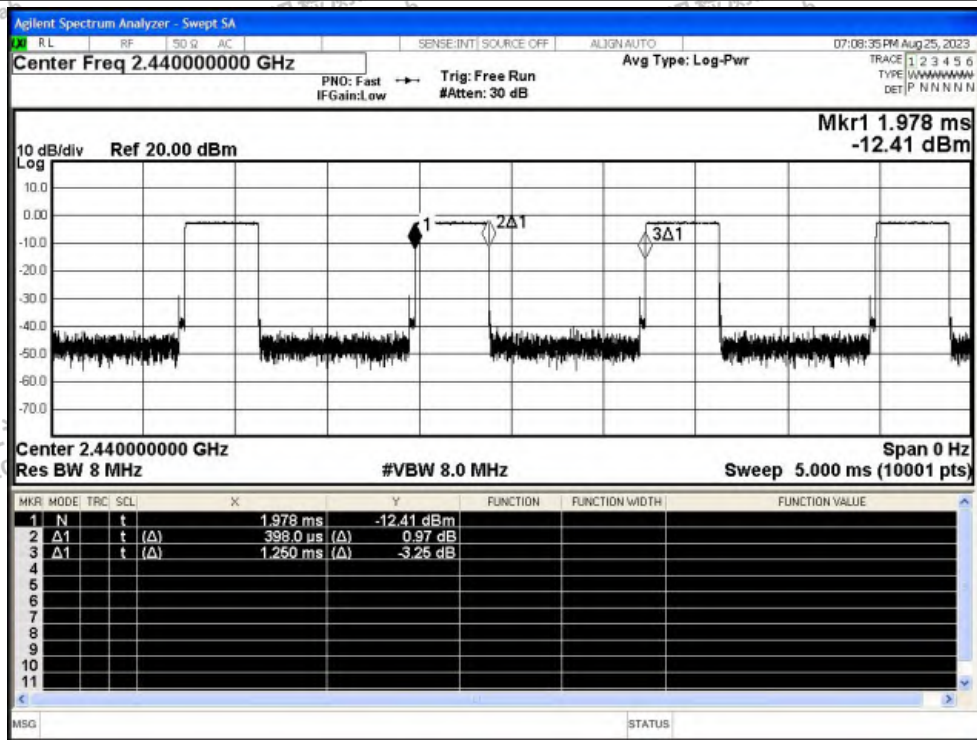 Agilent Spectrum Analyzer - Swept SA
LXI RL RF 50 Ω AC SENSE:INT SOURCE OFF ALIGNAUTO 07:08:35 PM Aug 25, 2023
Center Freq 2.440000000 GHz Avg Type: Log-Pwr TRACE 1 2 3 4 5 6
PNO: Fast Trig: Free Run TYPE WWWWWW
IFGain:Low #Atten: 30 dB DET P N N N N N
Mkr1 1.978 ms
10 dB/div Ref 20.00 dBm -12.41 dBm
Log
10.0
0.00
1 2Δ1
3Δ1
-10.0
-20.0
-30.0
-40.0
-50.0
-60.0
-70.0
Center 2.440000000 GHz Span 0 Hz
Res BW 8 MHz #VBW 8.0 MHz Sweep 5.000 ms (10001 pts)
MKR MODE TRC SCL X Y FUNCTION FUNCTION WIDTH FUNCTION VALUE
1 N t 1.978 ms -12.41 dBm
2 Δ1 t (Δ) 398.0 µs (Δ) 0.97 dB
3 Δ1 t (Δ) 1.250 ms (Δ) -3.25 dB
4
5
6
7
8
9
10
11
MSG STATUS